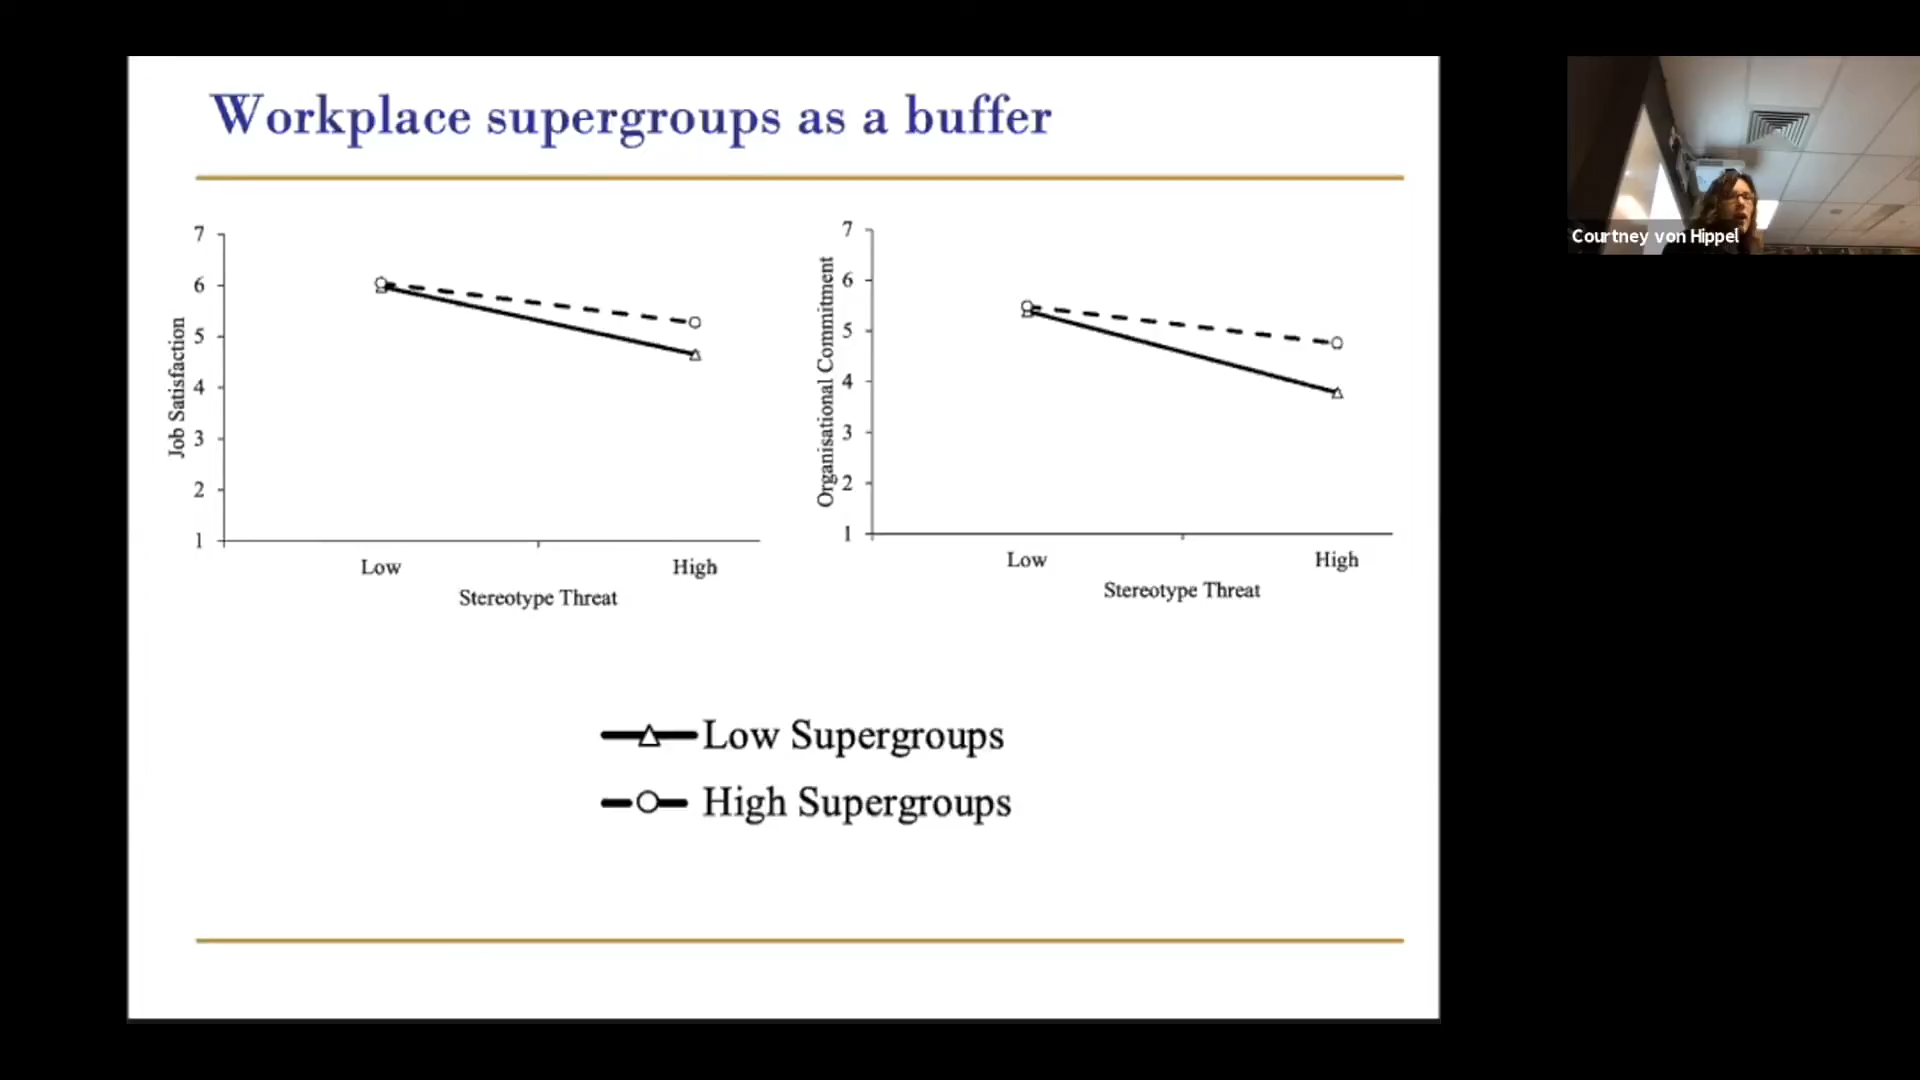 Workplace supergroups as a buffer
Courtney von Hippel
7
6
5
4
3
2
1
Job Satisfaction
Low
High
Stereotype Threat
7
6
5
4
3
2
1
Organisational Commitment
Low
High
Stereotype Threat
Low Supergroups
High Supergroups